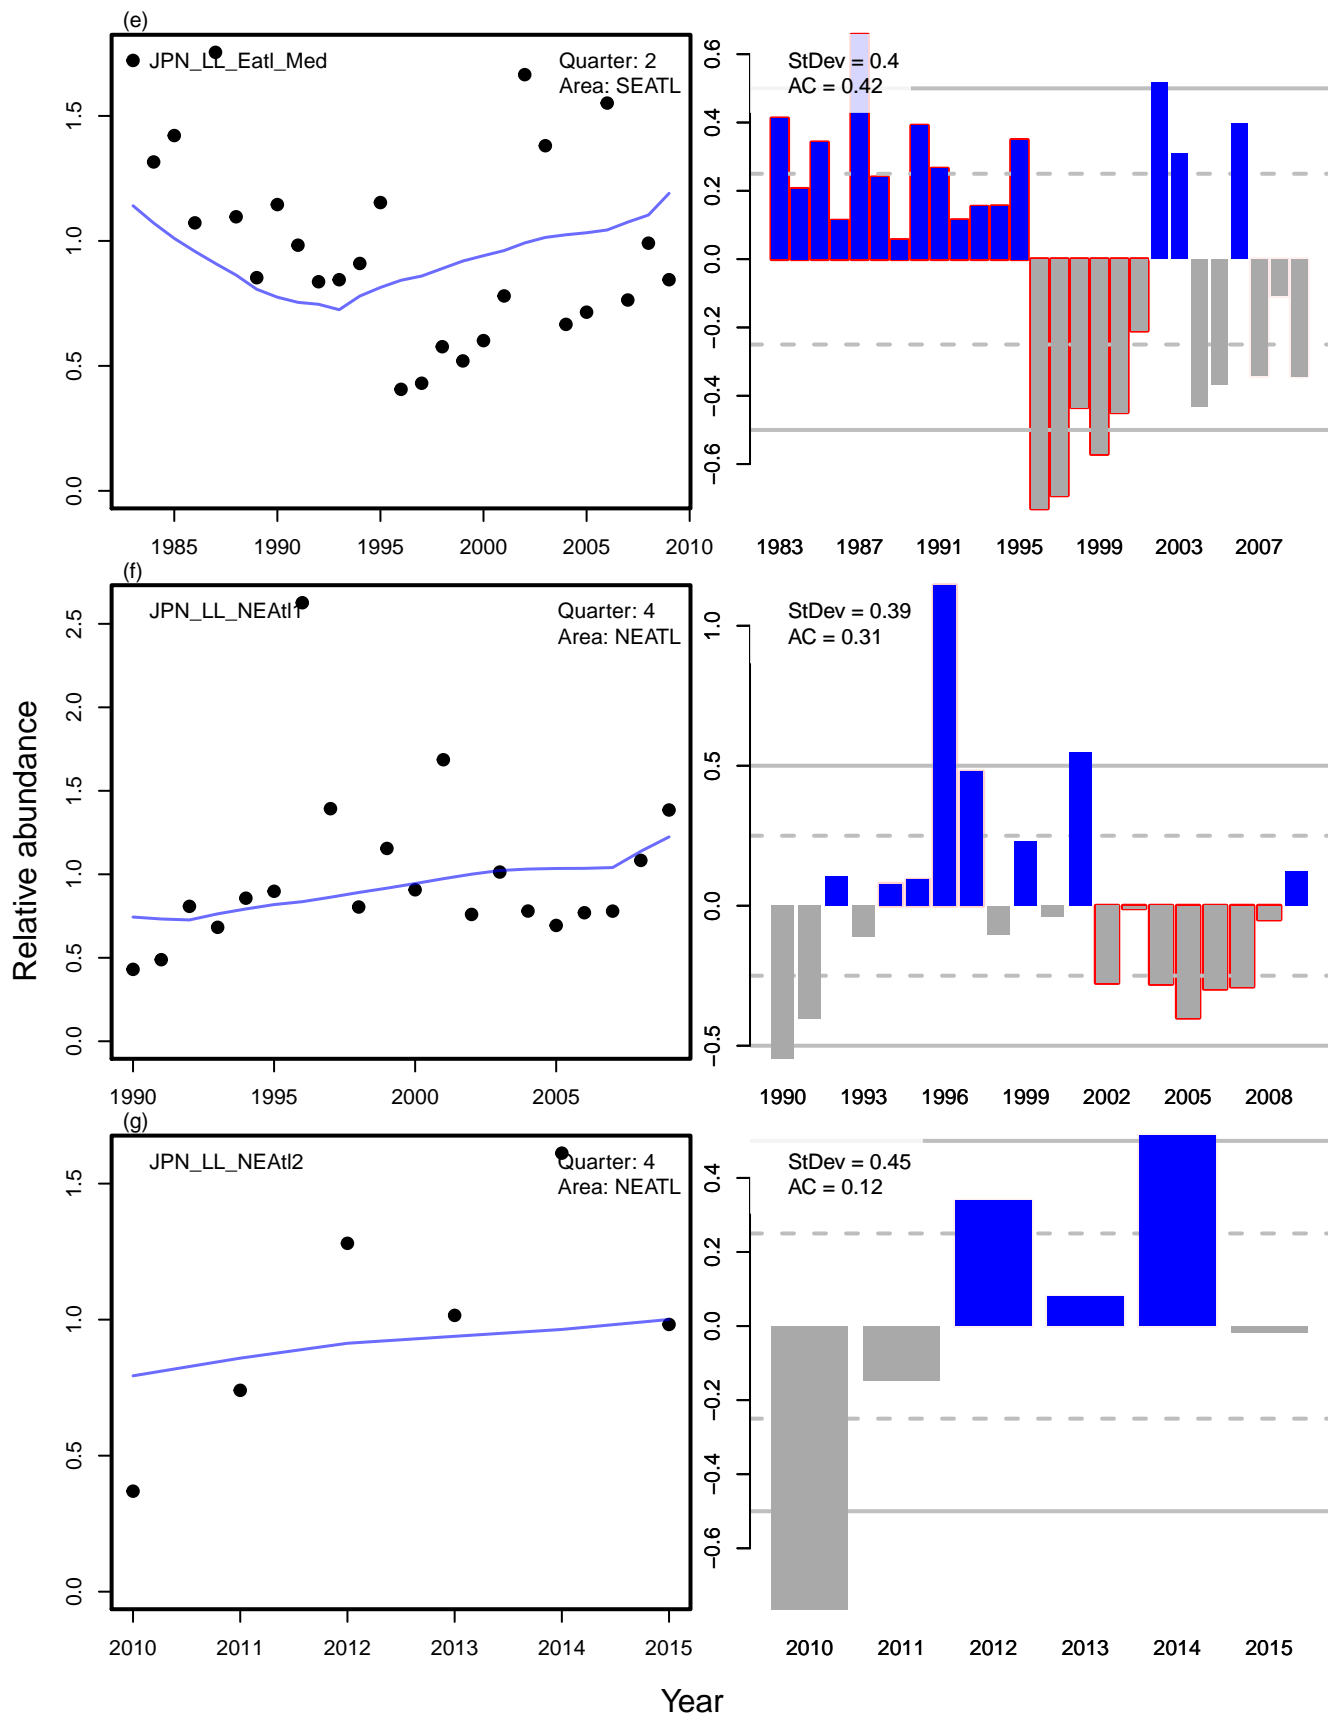 (e)
JPN_LL_Eatl_Med
Quarter: 2
Area: SEATL
0.0 0.5 1.0 1.5
1985 1990 1995 2000 2005 2010
StDev = 0.4
AC = 0.42
−0.6 −0.4 −0.2 0.0 0.2 0.4 0.6
1983 1987 1991 1995 1999 2003 2007
(f)
JPN_LL_NEAtl1
Quarter: 4
Area: NEATL
0.0 0.5 1.0 1.5 2.0 2.5
1990 1995 2000 2005
StDev = 0.39
AC = 0.31
−0.5 0.0 0.5 1.0
1990 1993 1996 1999 2002 2005 2008
Relative abundance
(g)
JPN_LL_NEAtl2
Quarter: 4
Area: NEATL
0.0 0.5 1.0 1.5
2010 2011 2012 2013 2014 2015
StDev = 0.45
AC = 0.12
−0.6 −0.4 −0.2 0.0 0.2 0.4
2010 2011 2012 2013 2014 2015
Year